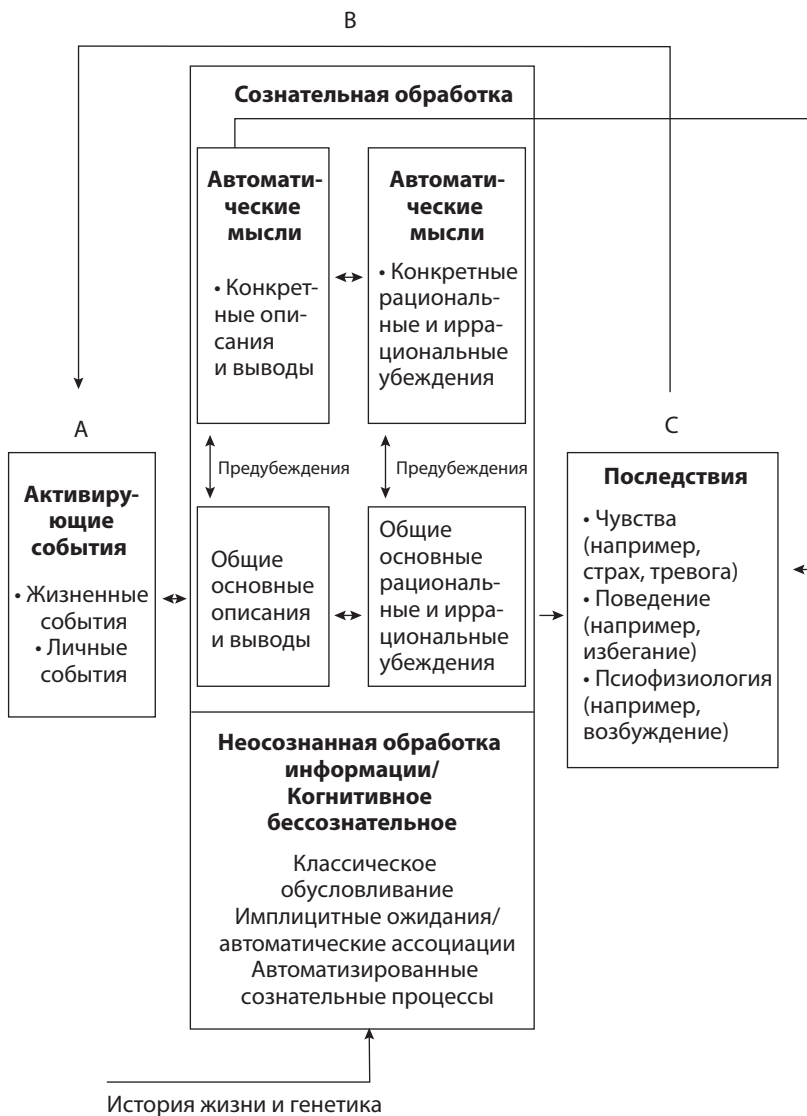 B
Сознательная обработка
Автомати-
ческие
мысли
• Конкрет-
ные опи-
сания
и выводы
Автомати-
ческие
мысли
• Конкретные
рациональ-
ные и ирра-
циональные
убеждения
A
C
Предубеждения
Предубеждения
Активиру-
ющие
события
• Жизненные
события
• Личные
события
Общие
основные
описания
и выводы
Общие
основные
рациональ-
ные и ирра-
циональные
убеждения
Последствия
• Чувства
(например,
страх, тревога)
• Поведение
(например,
избегание)
• Псиофизиология
(например,
возбуждение)
Неосознанная обработка
информации/
Когнитивное
бессознательное
Классическое
обусловливание
Имплицитные ожидания/
автоматические ассоциации
Автоматизированные
сознательные процессы
История жизни и генетика